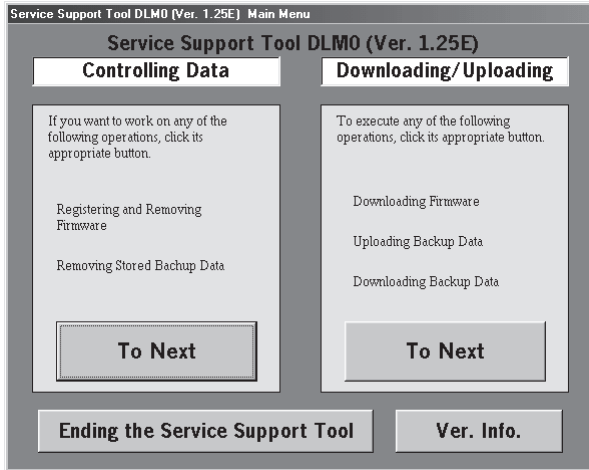 Service Support Tool DLM0 (Ver. 1.25E) Main Menu
Service Support Tool DLM0 (Ver. 1.25E)
Controlling Data
If you want to work on any of the
following operations, click its
appropriate button.
Registering and Removing
Firmware
Removing Stored Bachup Data
To Next
Downloading/Uploading
To execute any of the following
operations, click its appropriate button.
Downloading Firmware
Uploading Backup Data
Downloading Backup Data
To Next
Ending the Service Support Tool
Ver. Info.